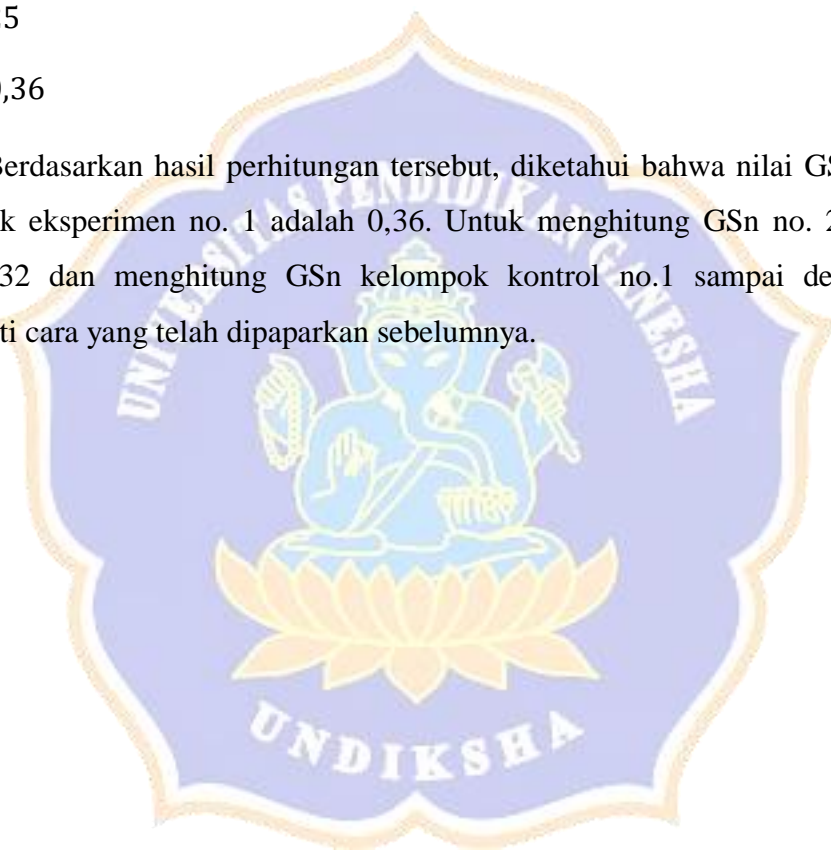 5
,36
Berdasarkan hasil perhitungan tersebut, diketahui bahwa nilai GS
k eksperimen no. 1 adalah 0,36. Untuk menghitung GSn no. 2
32 dan menghitung GSn kelompok kontrol no.1 sampai de
ti cara yang telah dipaparkan sebelumnya.
UNIVERSITAS PENDIDIKAN GANESHA
UNDIKSHA